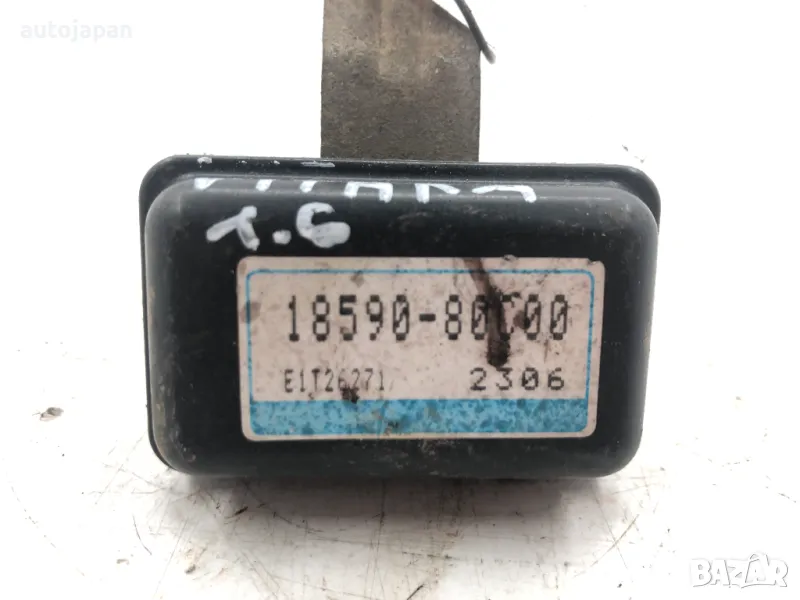 autojapan
VITARA
1.6
18590-80C00
E1T26271
2306
BAZAR